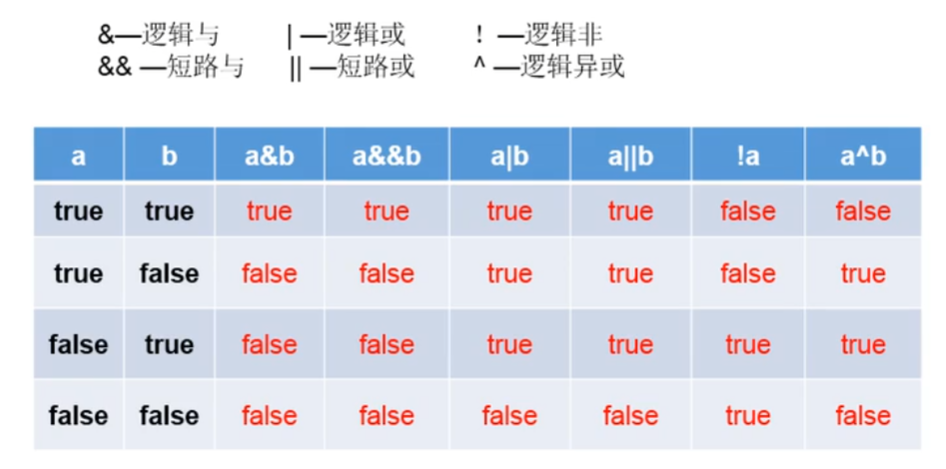 &—逻辑与 | —逻辑或 ! —逻辑非
&& —短路与 || —短路或 ^ —逻辑异或
a b a&b a&&b a|b a||b !a a^b
true true true true true true false false
true false false false true true false true
false true false false true true true true
false false false false false false true false